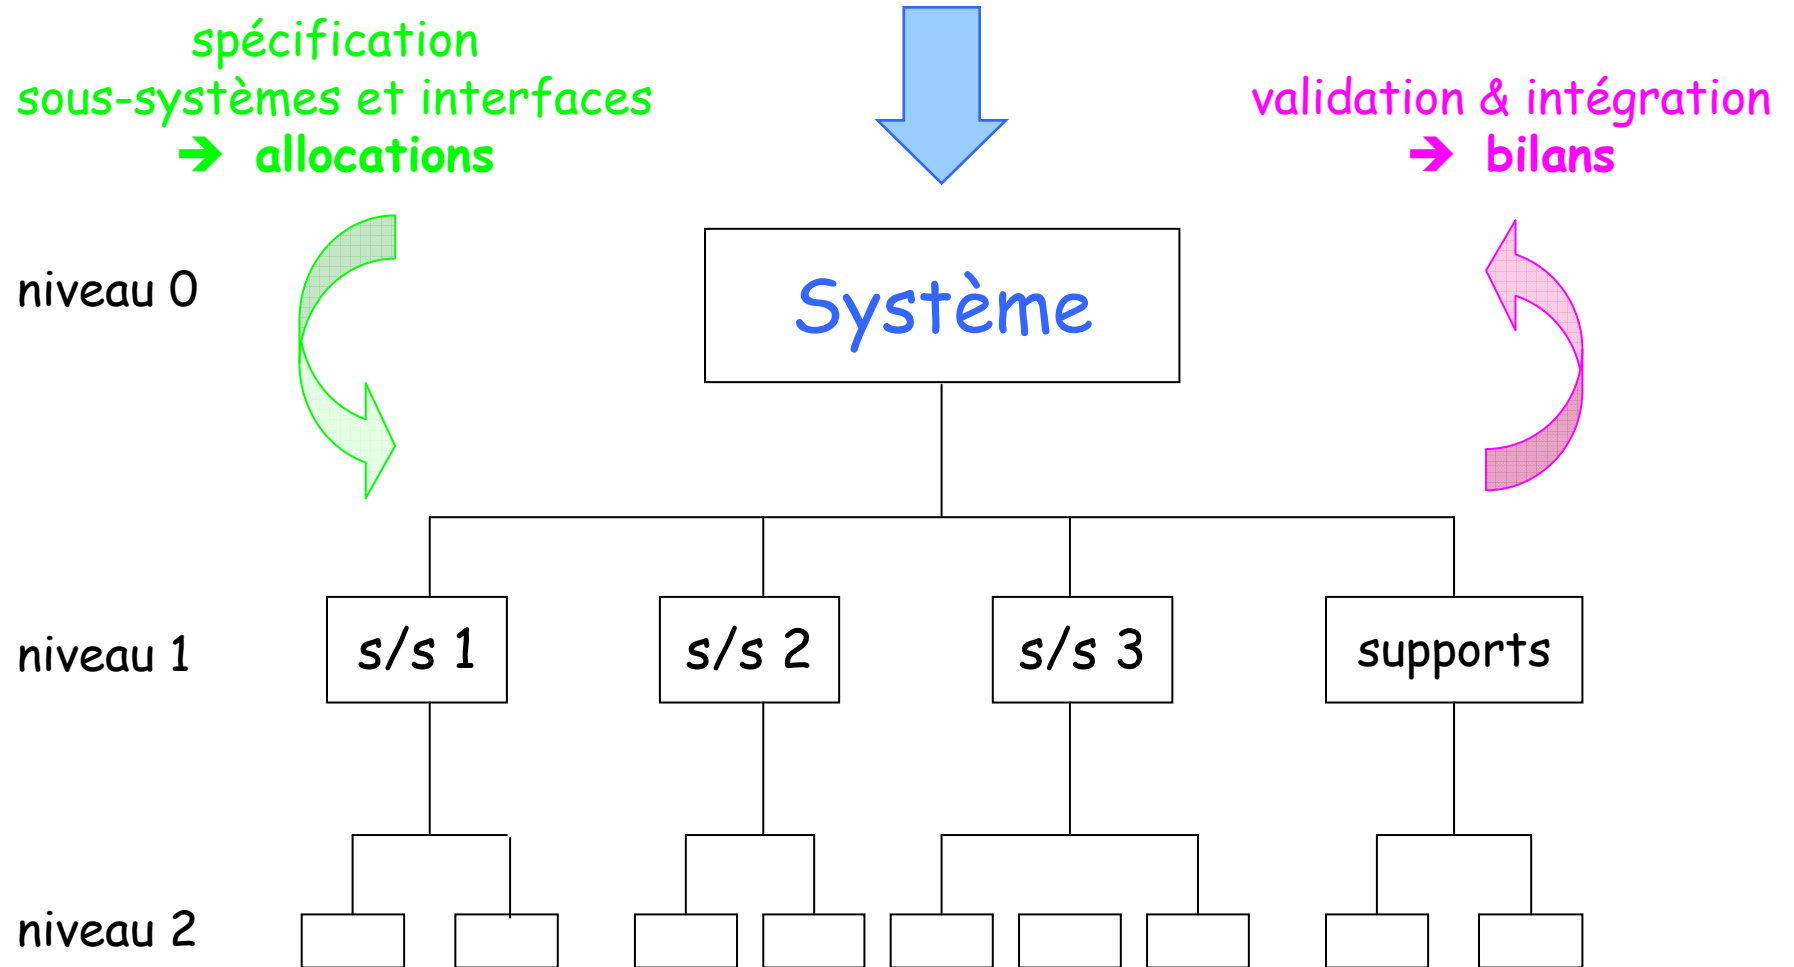 spécification
sous-systèmes et interfaces
➔ allocations
validation & intégration
➔ bilans
niveau 0
Système
niveau 1
s/s 1
s/s 2
s/s 3
supports
niveau 2